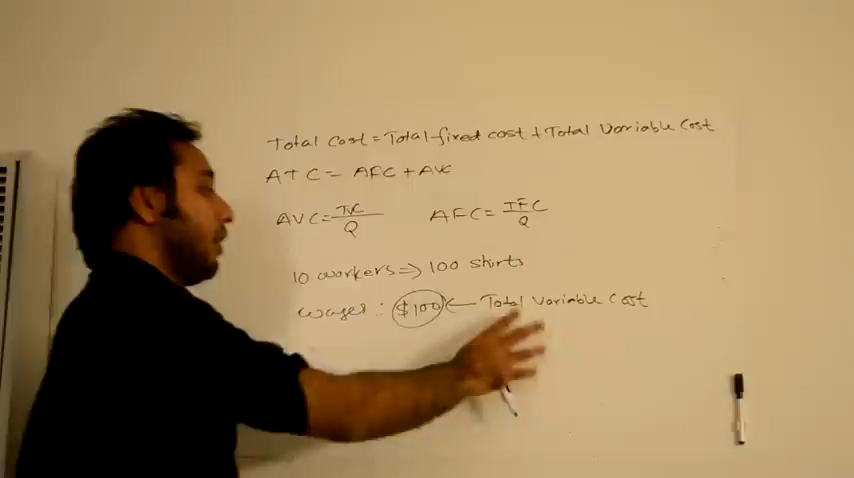 Total Cost = Total fixed cost + Total Variable Cost
ATC = AFC + AVC
AVC = TVC/Q AFC = TFC/Q
10 workers => 100 shirts
wages : $100 ← Total Variable Cost